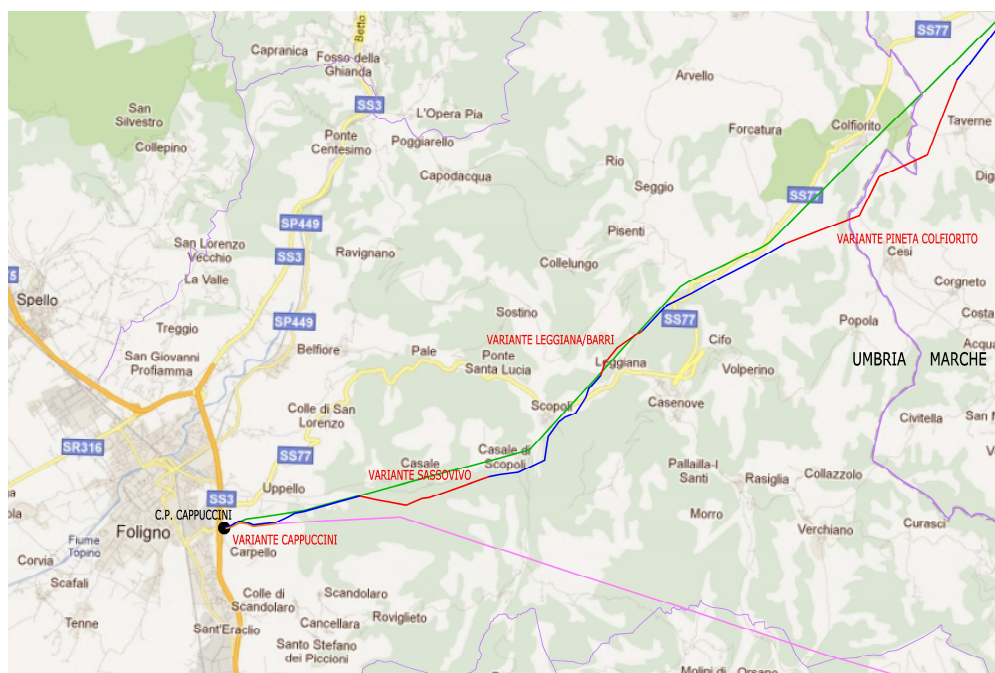 SS77
Betto
Capranica
Fosso della
Ghianda
Arvello
SS3
San
Silvestro
L'Opera Pia
Taverne
Colfiorito
Forcatura
Ponte
Centesimo
Poggiarello
Collepino
Rio
Capodacqua
Seggio
SS77
SP449
Pisenti
VARIANTE PINETA COLFIORITO
San Lorenzo
Vecchio
Ravignano
SS3
Cesi
Collelungo
La Valle
Corgneto
Spello
Sostino
SP449
SS77
Popola
Treggio
VARIANTE LEGGIANA/BARRI
Cifo
Belfiore
Pale
Ponte
Santa Lucia
San Giovanni
Profiamma
Leggiana
Volperino
UMBRIA
MARCHE
Casenove
Scopoli
Colle di San
Lorenzo
Civitella
SR316
SS77
Casale
Casale di
Scopoli
VARIANTE SASSOVIVO
Pallailla-I
Santi
Rasiglia
Collazzolo
Uppello
SS3
C.P. CAPPUCCINI
Morro
Verchiano
Curasci
Foligno
VARIANTE CAPPUCCINI
Fiume
Topino
Carpello
Corvia
Scafali
Colle di
Scandolaro
Scandolaro
Roviglieto
Tenne
Cancellara
Sant'Eraclio
Santo Stefano
dei Piccioni
Molini di
Orsano